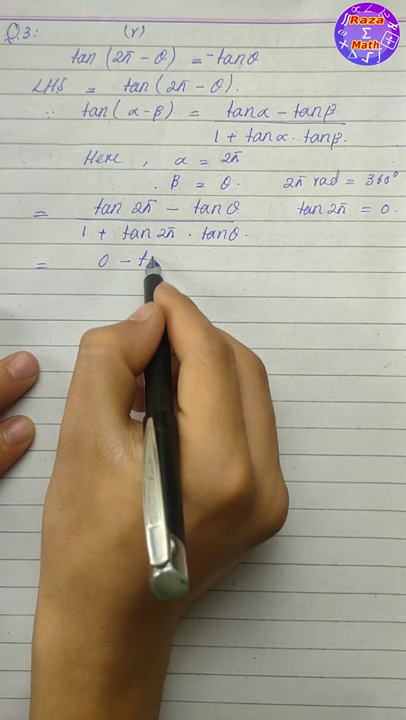 Q.3: (v)
tan (2π - θ) = -tanθ
LHS = tan (2π - θ).
∵ tan (α-β) = tanα - tanβ / 1 + tanα . tanβ.
Here , α = 2π
β = θ. 2π rad = 360°
= tan 2π - tanθ / 1 + tan 2π . tanθ. tan 2π = 0.
= 0 - t
Raza
Σ
Math